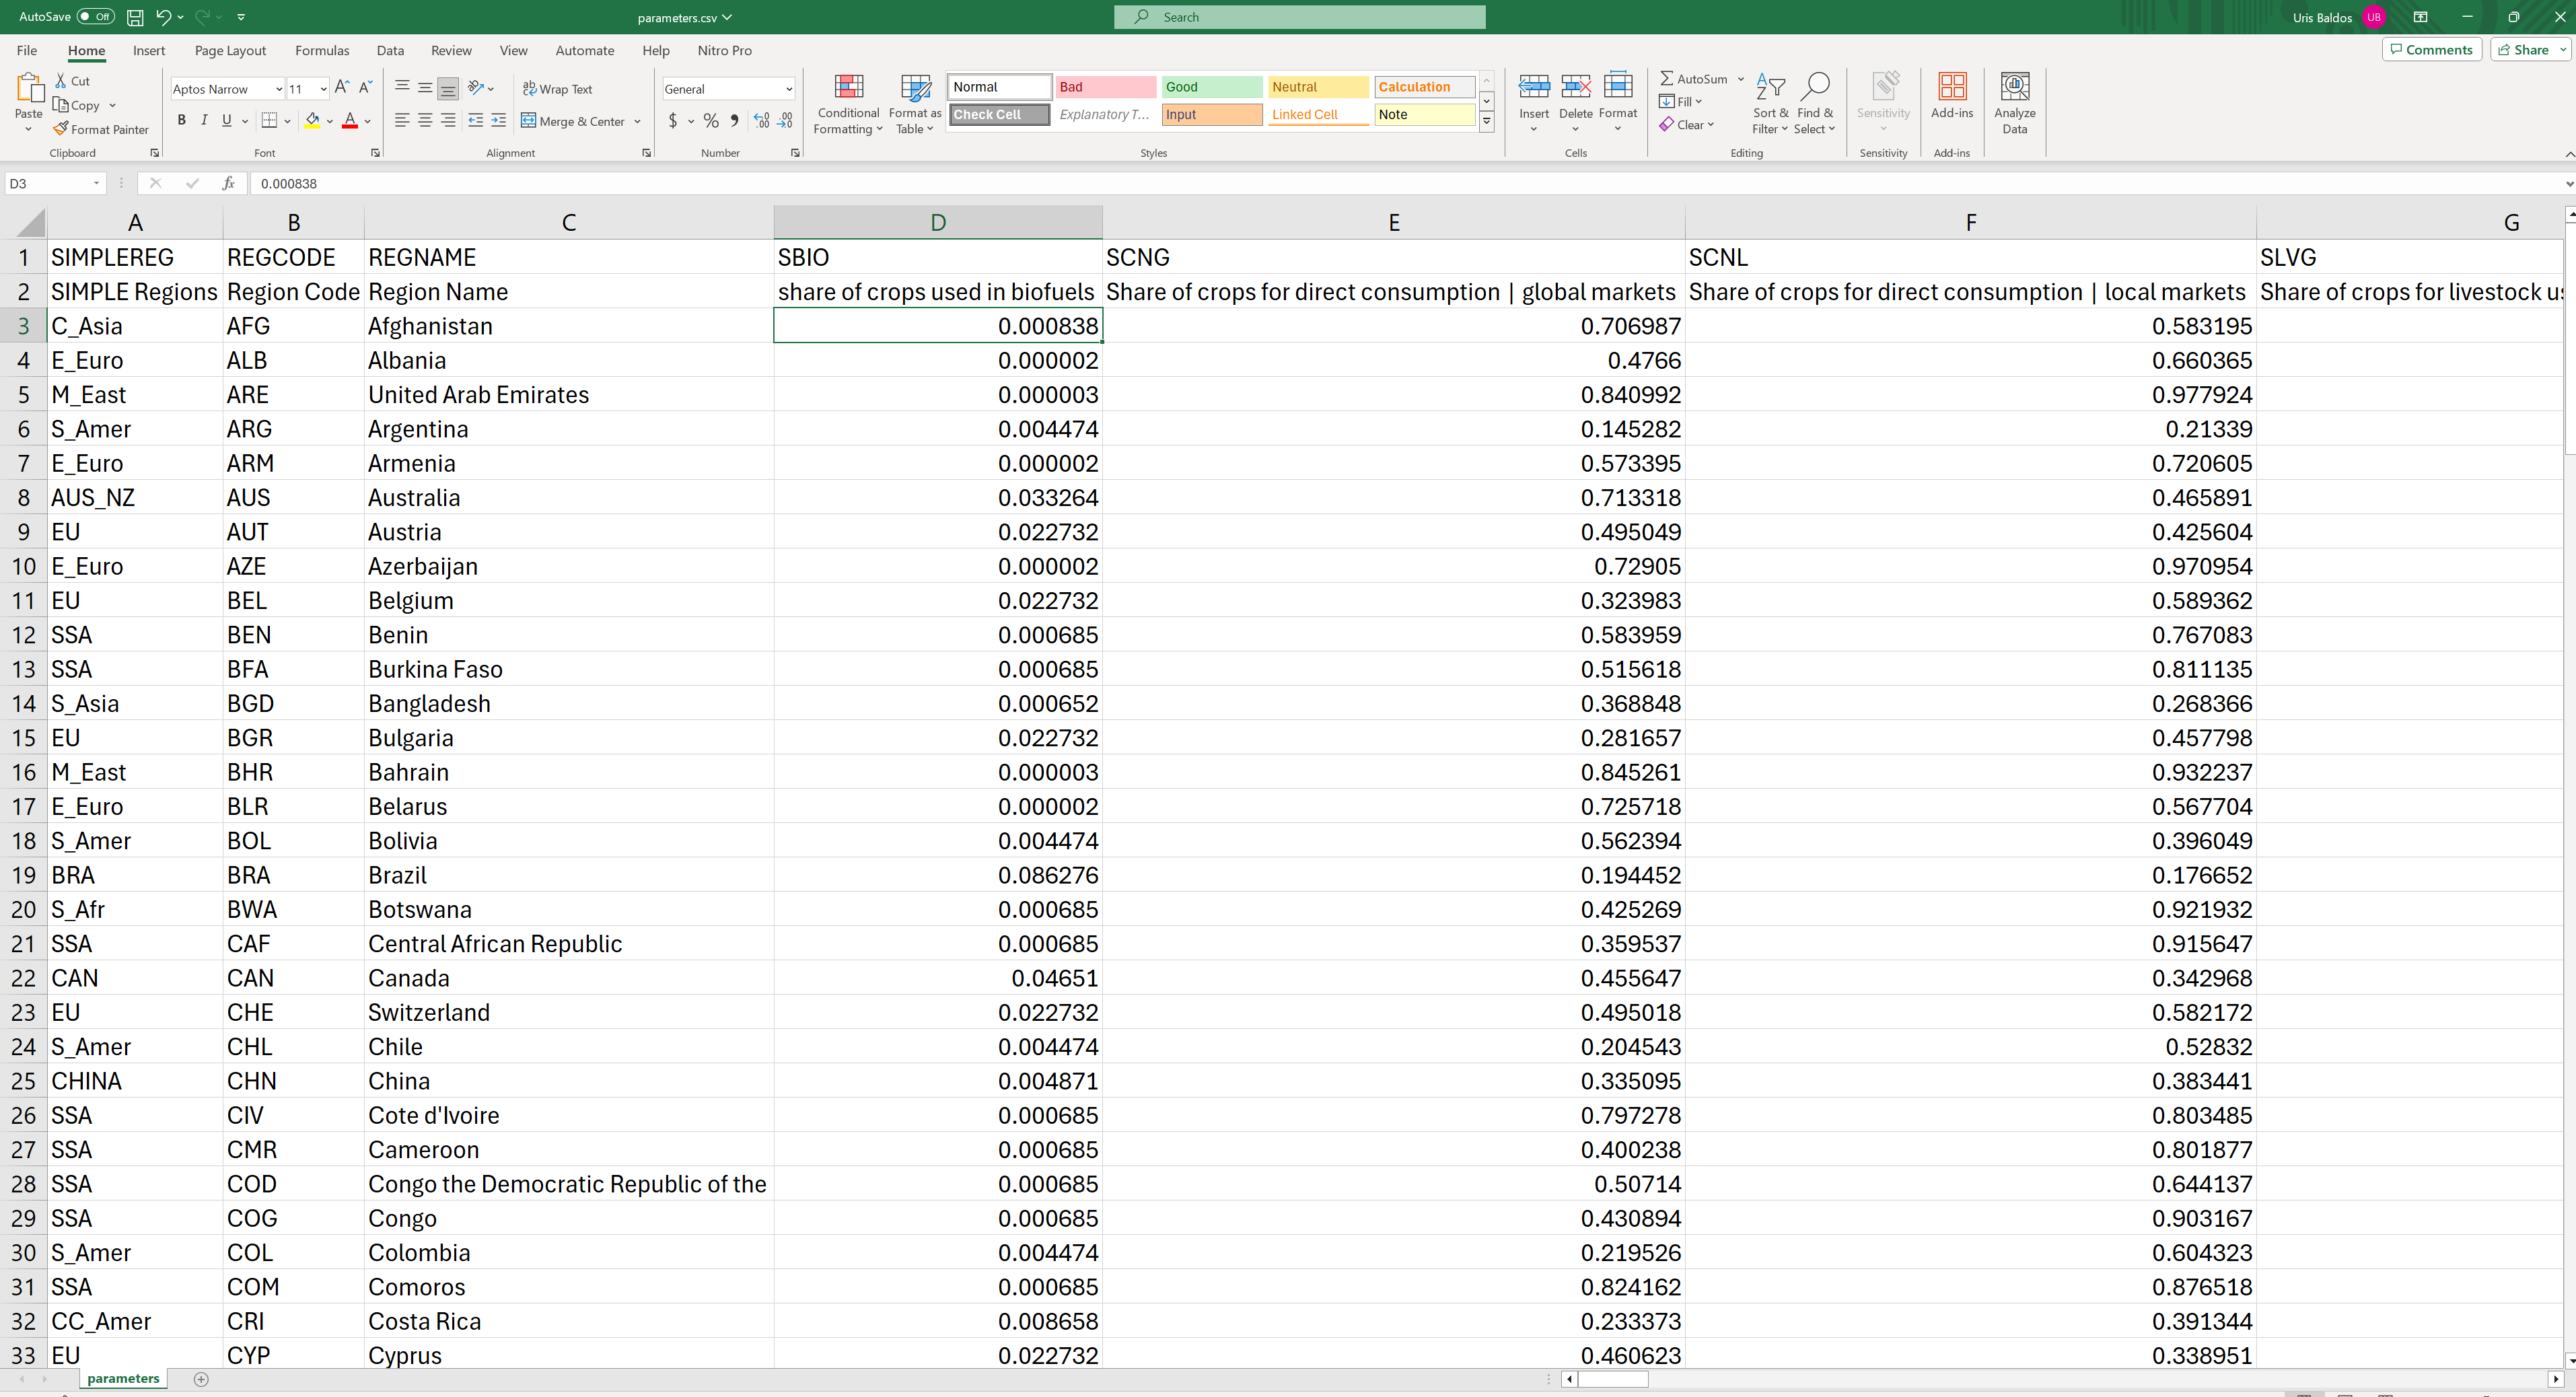 AutoSave Off parameters.csv Search Uris Baldos UB
File Home Insert Page Layout Formulas Data Review View Automate Help Nitro Pro Comments Share
Paste Cut Copy Format Painter Clipboard
Aptos Narrow 11 A A B I U A Font
ab Wrap Text Merge & Center Alignment
General $ % Number
Conditional Formatting Format as Table Normal Bad Good Neutral Calculation
Check Cell Explanatory T... Input Linked Cell Note Styles
Insert Delete Format Cells
AutoSum Fill Clear Sort & Filter Find & Select Editing
Sensitivity Sensitivity Add-ins Add-ins Analyze Data
D3 fx 0.000838
A B C D E F G
1 SIMPLEREG REGCODE REGNAME SBIO SCNG SCNL SLVG
2 SIMPLE Regions Region Code Region Name share of crops used in biofuels Share of crops for direct consumption | global markets Share of crops for direct consumption | local markets Share of crops for livestock
3 C_Asia AFG Afghanistan 0.000838 0.706987 0.583195
4 E_Euro ALB Albania 0.000002 0.4766 0.660365
5 M_East ARE United Arab Emirates 0.000003 0.840992 0.977924
6 S_Amer ARG Argentina 0.004474 0.145282 0.21339
7 E_Euro ARM Armenia 0.000002 0.573395 0.720605
8 AUS_NZ AUS Australia 0.033264 0.713318 0.465891
9 EU AUT Austria 0.022732 0.495049 0.425604
10 E_Euro AZE Azerbaijan 0.000002 0.72905 0.970954
11 EU BEL Belgium 0.022732 0.323983 0.589362
12 SSA BEN Benin 0.000685 0.583959 0.767083
13 SSA BFA Burkina Faso 0.000685 0.515618 0.811135
14 S_Asia BGD Bangladesh 0.000652 0.368848 0.268366
15 EU BGR Bulgaria 0.022732 0.281657 0.457798
16 M_East BHR Bahrain 0.000003 0.845261 0.932237
17 E_Euro BLR Belarus 0.000002 0.725718 0.567704
18 S_Amer BOL Bolivia 0.004474 0.562394 0.396049
19 BRA BRA Brazil 0.086276 0.194452 0.176652
20 S_Afr BWA Botswana 0.000685 0.425269 0.921932
21 SSA CAF Central African Republic 0.000685 0.359537 0.915647
22 CAN CAN Canada 0.04651 0.455647 0.342968
23 EU CHE Switzerland 0.022732 0.495018 0.582172
24 S_Amer CHL Chile 0.004474 0.204543 0.52832
25 CHINA CHN China 0.004871 0.335095 0.383441
26 SSA CIV Cote d'Ivoire 0.000685 0.797278 0.803485
27 SSA CMR Cameroon 0.000685 0.400238 0.801877
28 SSA COD Congo the Democratic Republic of the 0.000685 0.50714 0.644137
29 SSA COG Congo 0.000685 0.430894 0.903167
30 S_Amer COL Colombia 0.004474 0.219526 0.604323
31 SSA COM Comoros 0.000685 0.824162 0.876518
32 CC_Amer CRI Costa Rica 0.008658 0.233373 0.391344
33 EU CYP Cyprus 0.022732 0.460623 0.338951
parameters